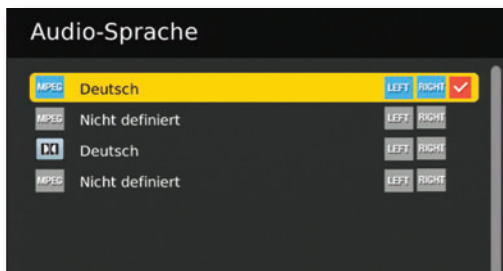 Audio-Sprache
MPEG Deutsch LEFT RIGHT
MPEG Nicht definiert LEFT RIGHT
Deutsch LEFT RIGHT
MPEG Nicht definiert LEFT RIGHT